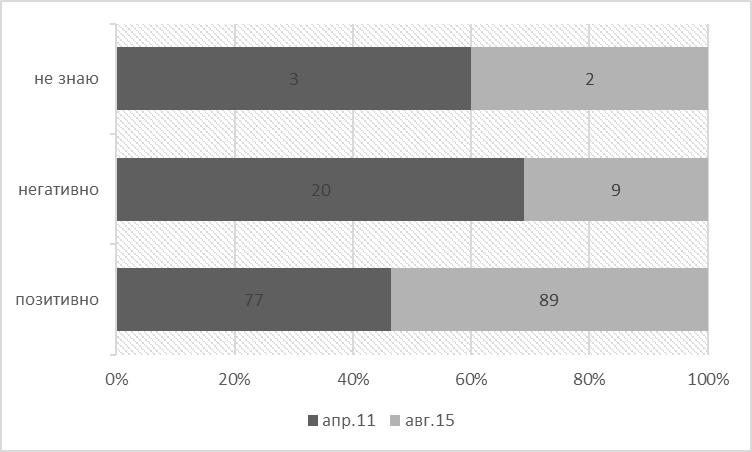 не знаю 3 2
негативно 20 9
позитивно 77 89
0% 20% 40% 60% 80% 100%
апр.11 авг.15